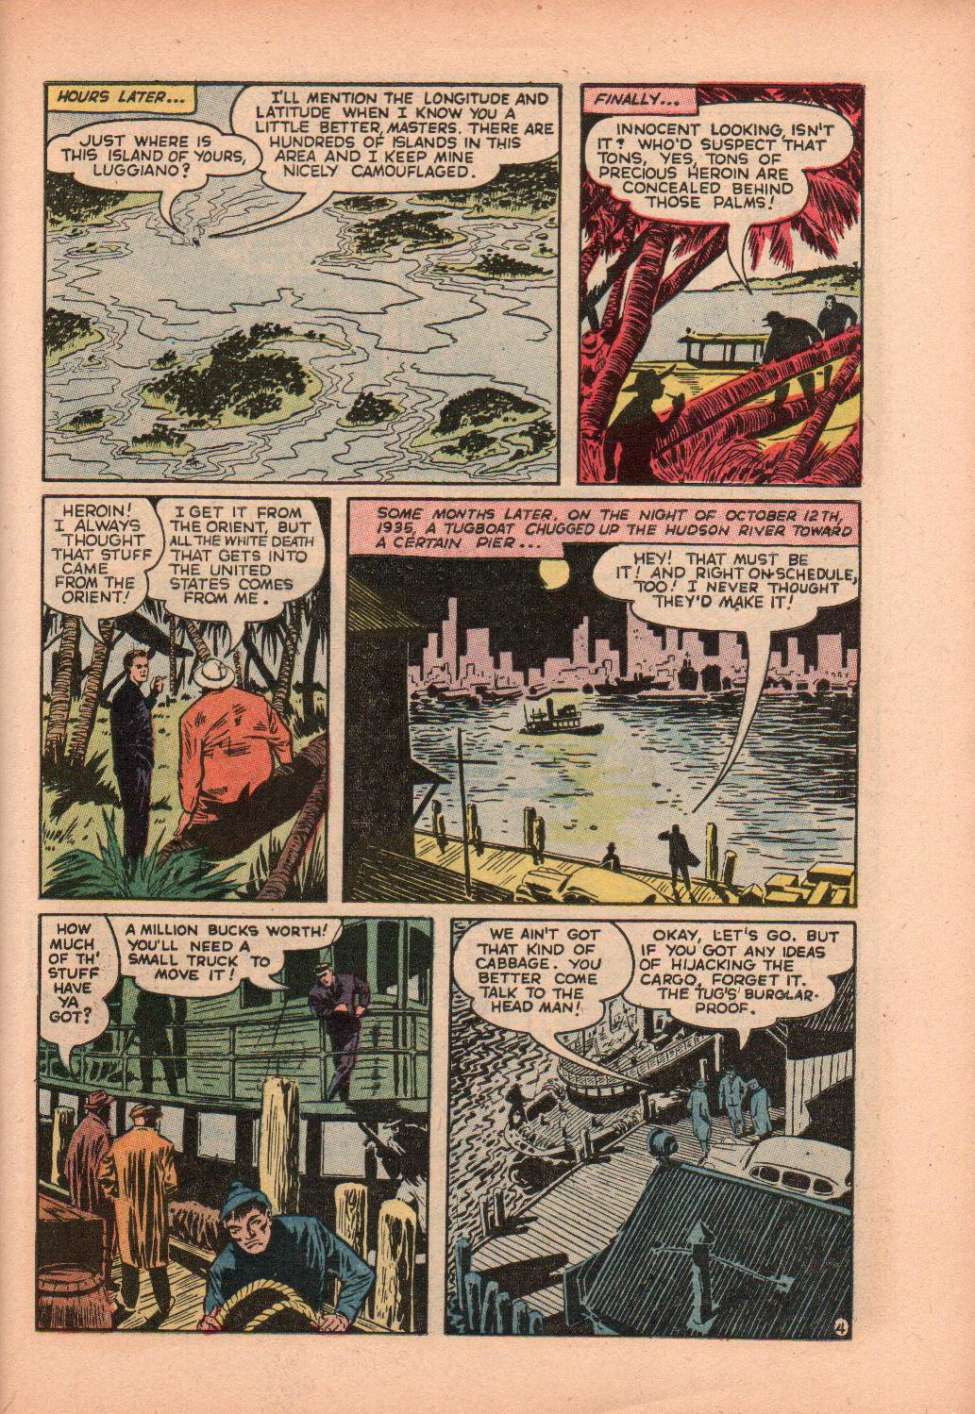 HOURS LATER...
JUST WHERE IS
THIS ISLAND OF YOURS,
LUGGIANO?
I'LL MENTION THE LONGITUDE AND
LATITUDE WHEN I KNOW YOU A
LITTLE BETTER, MASTERS. THERE ARE
HUNDREDS OF ISLANDS IN THIS
AREA AND I KEEP MINE
NICELY CAMOUFLAGED.
FINALLY...
INNOCENT LOOKING, ISN'T
IT? WHO'D SUSPECT THAT
TONS, YES, TONS OF
PRECIOUS HEROIN ARE
CONCEALED BEHIND
THOSE PALMS!
HEROIN!
I ALWAYS
THOUGHT
THAT STUFF
CAME
FROM THE
ORIENT!
I GET IT FROM
THE ORIENT, BUT
ALL THE WHITE DEATH
THAT GETS INTO
THE UNITED
STATES COMES
FROM ME.
SOME MONTHS LATER, ON THE NIGHT OF OCTOBER 12TH,
1935, A TUGBOAT CHUGGED UP THE HUDSON RIVER TOWARD
A CERTAIN PIER...
HEY! THAT MUST BE
IT! AND RIGHT ON-SCHEDULE,
TOO! I NEVER THOUGHT
THEY'D MAKE IT!
HOW
MUCH
OF TH'
STUFF
HAVE
YA
GOT?
A MILLION BUCKS WORTH!
YOU'LL NEED A
SMALL TRUCK TO
MOVE IT!
WE AIN'T GOT
THAT KIND OF
CABBAGE. YOU
BETTER COME
TALK TO THE
HEAD MAN!
OKAY, LET'S GO. BUT
IF YOU GOT ANY IDEAS
OF HIJACKING THE
CARGO, FORGET IT.
THE TUG'S' BURGLAR-
PROOF.
4